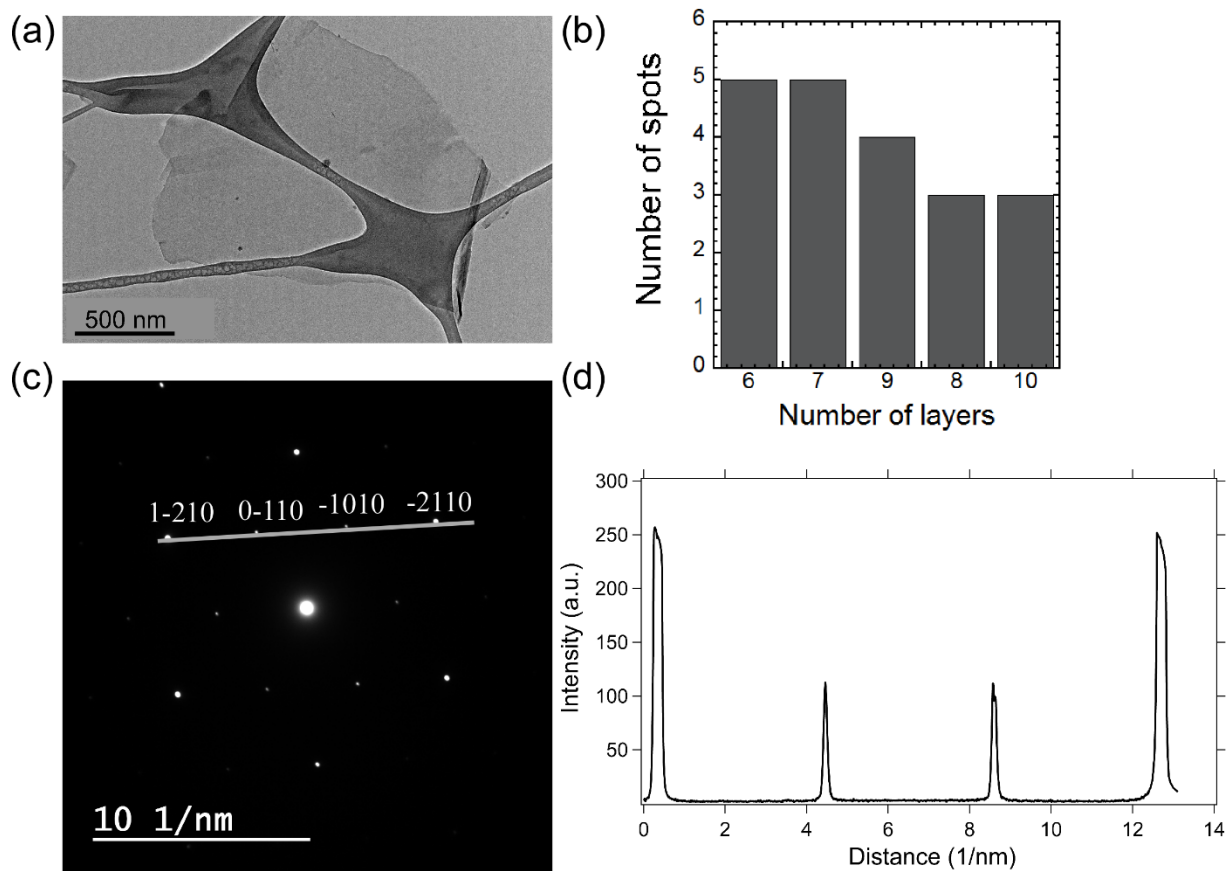 (a)
500 nm
(b)
Number of spots
6
5
4
3
2
1
0
6 7 9 8 10
Number of layers
(c)
1-210 0-110 -1010 -2110
10 1/nm
(d)
Intensity (a.u.)
300
250
200
150
100
50
0 2 4 6 8 10 12 14
Distance (1/nm)